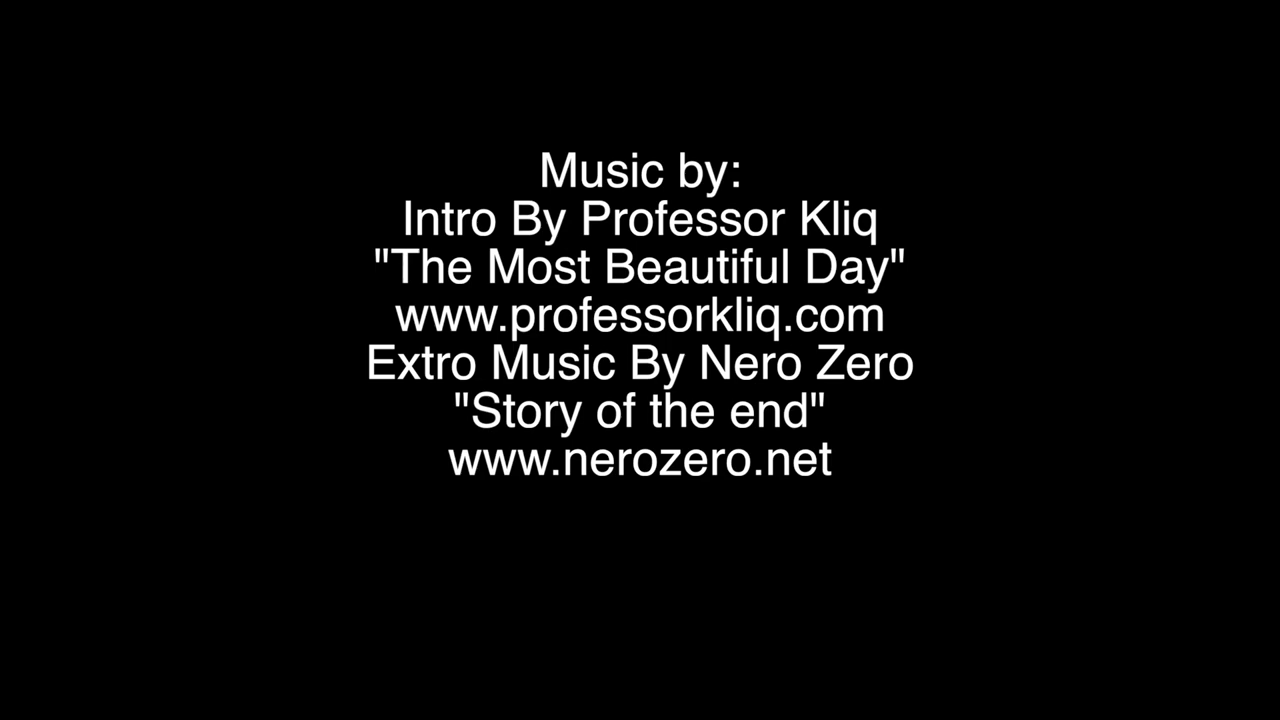 Music by:
Intro By Professor Kliq
"The Most Beautiful Day"
www.professorkliq.com
Extro Music By Nero Zero
"Story of the end"
www.nerozero.net